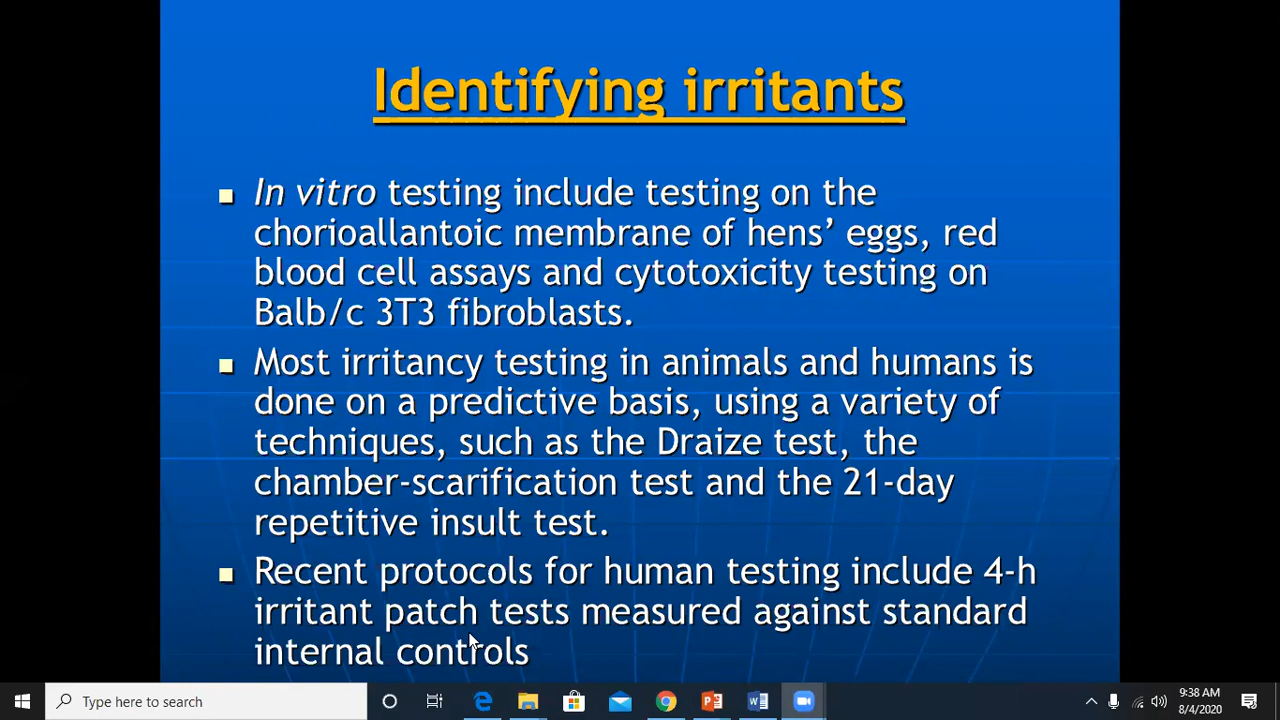 Identifying irritants
In vitro testing include testing on the
chorioallantoic membrane of hens’ eggs, red
blood cell assays and cytotoxicity testing on
Balb/c 3T3 fibroblasts.
Most irritancy testing in animals and humans is
done on a predictive basis, using a variety of
techniques, such as the Draize test, the
chamber-scarification test and the 21-day
repetitive insult test.
Recent protocols for human testing include 4-h
irritant patch tests measured against standard
internal controls
Type here to search
9:38 AM
8/4/2020